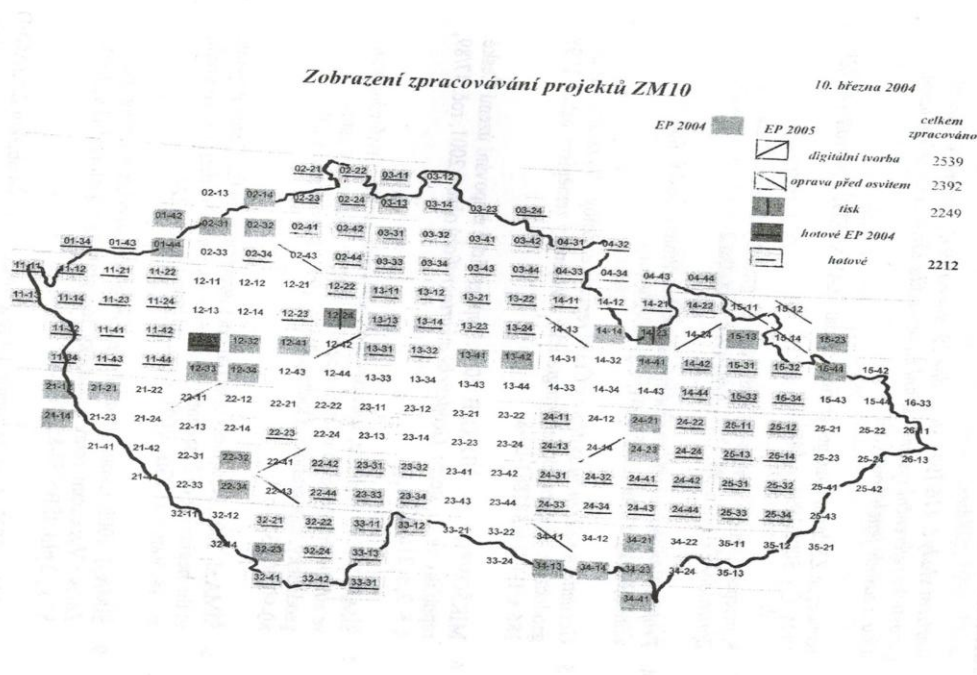 Zobrazení zpracovávání projektů ZM10
10. března 2004
EP 2004
EP 2005
celkem
zpracováno
digitální tvorba 2539
oprava před osvitem 2392
tisk 2249
hotové EP 2004
hotové 2212
02-21 02-22 03-11 03-12
02-13 02-14 02-23 02-24 03-13 03-14 03-23 03-24
01-42 02-31 02-32 02-41 02-42 03-31 03-32 03-41 03-42 04-31 04-32
01-34 01-43 01-44 02-33 02-34 02-43 02-44 03-33 03-34 03-43 03-44 04-33 04-34 04-43 04-44
11-11 11-12 11-21 11-22 12-11 12-12 12-21 12-22 13-11 13-12 13-21 13-22 14-11 14-12 14-21 14-22 15-11 15-12
11-13 11-14 11-23 11-24 12-13 12-14 12-23 12-24 13-13 13-14 13-23 13-24 14-13 14-14 14-24 15-13 15-14 15-23
11-32 11-41 11-42 12-32 12-41 12-42 13-31 13-32 13-41 13-42 14-31 14-32 14-41 14-42 15-31 15-32 15-42
11-34 11-43 11-44 12-33 12-34 12-43 12-44 13-33 13-34 13-43 13-44 14-33 14-34 14-43 14-44 15-33 15-34 15-43 15-44 16-33
21-12 21-21 21-22 22-11 22-12 22-21 22-22 23-11 23-12 23-21 23-22 24-11 24-12 24-21 24-22 25-11 25-12 25-21 25-22 26-11
21-14 21-23 21-24 22-13 22-14 22-23 22-24 23-13 23-14 23-23 23-24 24-13 24-14 24-23 24-24 25-13 25-14 25-23 25-24 26-13
21-41 21-42 22-31 22-32 22-41 22-42 23-31 23-32 23-41 23-42 24-31 24-32 24-41 24-42 25-31 25-32 25-41 25-42
22-33 22-34 22-43 22-44 23-33 23-34 23-43 23-44 24-33 24-34 24-43 24-44 25-33 25-34 25-43
32-11 32-12 32-21 32-22 33-11 33-12 33-21 33-22 34-11 34-12 34-21 34-22 35-11 35-12 35-21
32-14 32-23 32-24 33-13 33-24 34-13 34-14 34-23 34-24 35-13
32-41 32-42 33-31 34-41